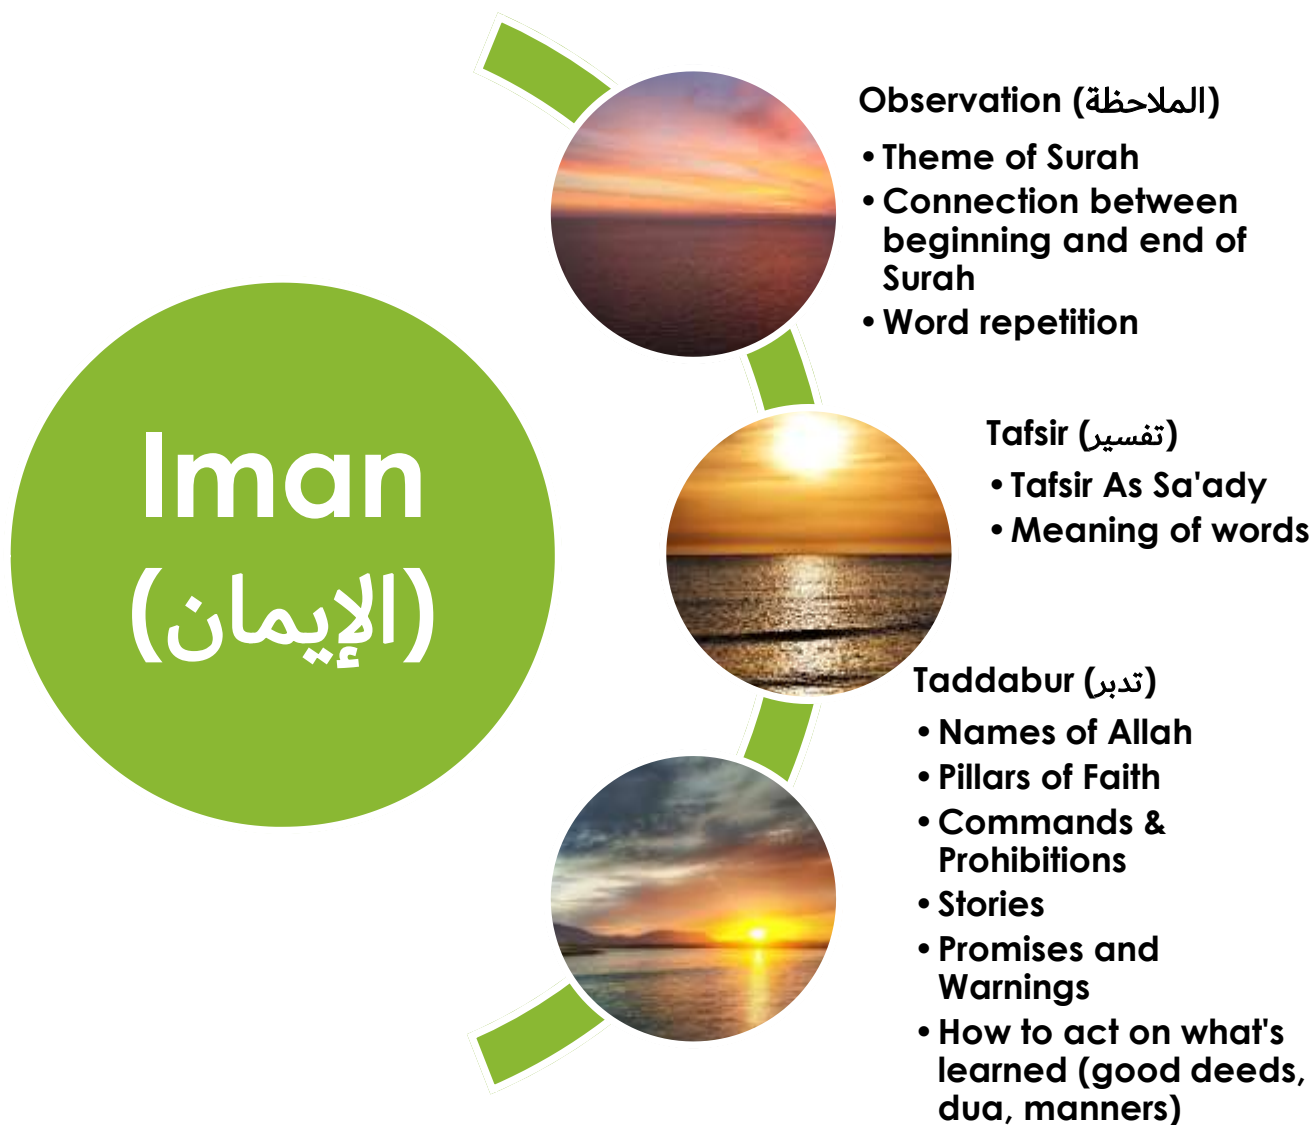 Iman
(الإيمان)
Observation (الملاحظة)
• Theme of Surah
• Connection between
beginning and end of
Surah
• Word repetition
Tafsir (تفسير)
• Tafsir As Sa'ady
• Meaning of words
Taddabur (تدبر)
• Names of Allah
• Pillars of Faith
• Commands &
Prohibitions
• Stories
• Promises and
Warnings
• How to act on what's
learned (good deeds,
dua, manners)